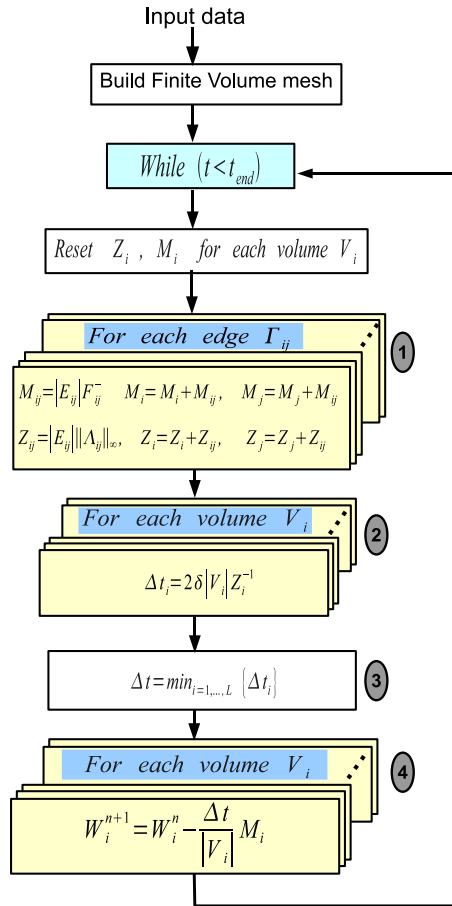 Input data
Build Finite Volume mesh
While (t<t_end)
Reset Z_i , M_i for each volume V_i
For each edge Γ_ij
1
M_ij=|E_ij|F_ij^- M_i=M_i+M_ij, M_j=M_j+M_ij
Z_ij=|E_ij|‖Λ_ij‖_∞, Z_i=Z_i+Z_ij, Z_j=Z_j+Z_ij
For each volume V_i
2
Δt_i=2δ|V_i|Z_i^-1
Δt=min_i=1,...,L {Δt_i}
3
For each volume V_i
4
W_i^n+1=W_i^n-Δt/|V_i| M_i